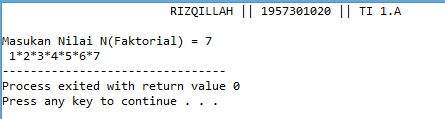 RIZQILLAH || 1957301020 || TI 1.A
Masukan Nilai N(Faktorial) = 7
1*2*3*4*5*6*7
--------------------------------
Process exited with return value 0
Press any key to continue . . .